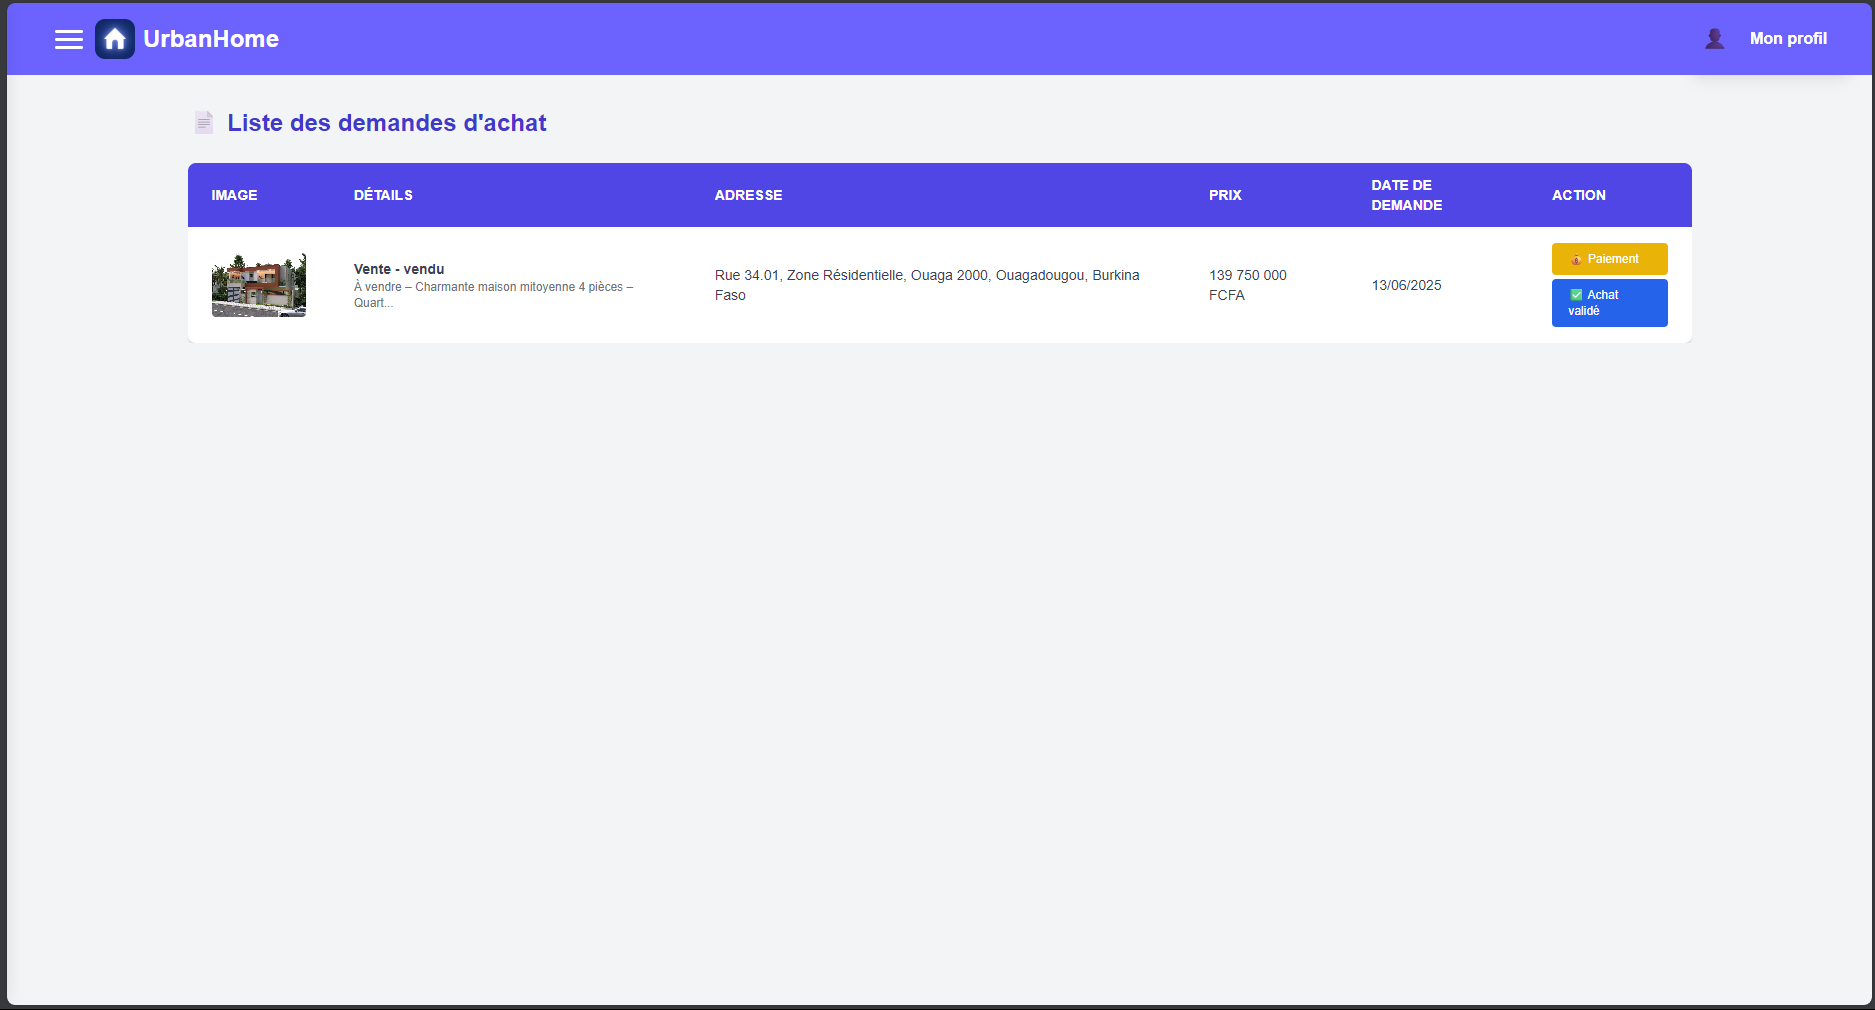 UrbanHome
Mon profil
Liste des demandes d'achat
IMAGE
DÉTAILS
ADRESSE
PRIX
DATE DE
DEMANDE
ACTION
Vente - vendu
À vendre – Charmante maison mitoyenne 4 pièces –
Quart...
Rue 34.01, Zone Résidentielle, Ouaga 2000, Ouagadougou, Burkina
Faso
139 750 000
FCFA
13/06/2025
Paiement
Achat
validé